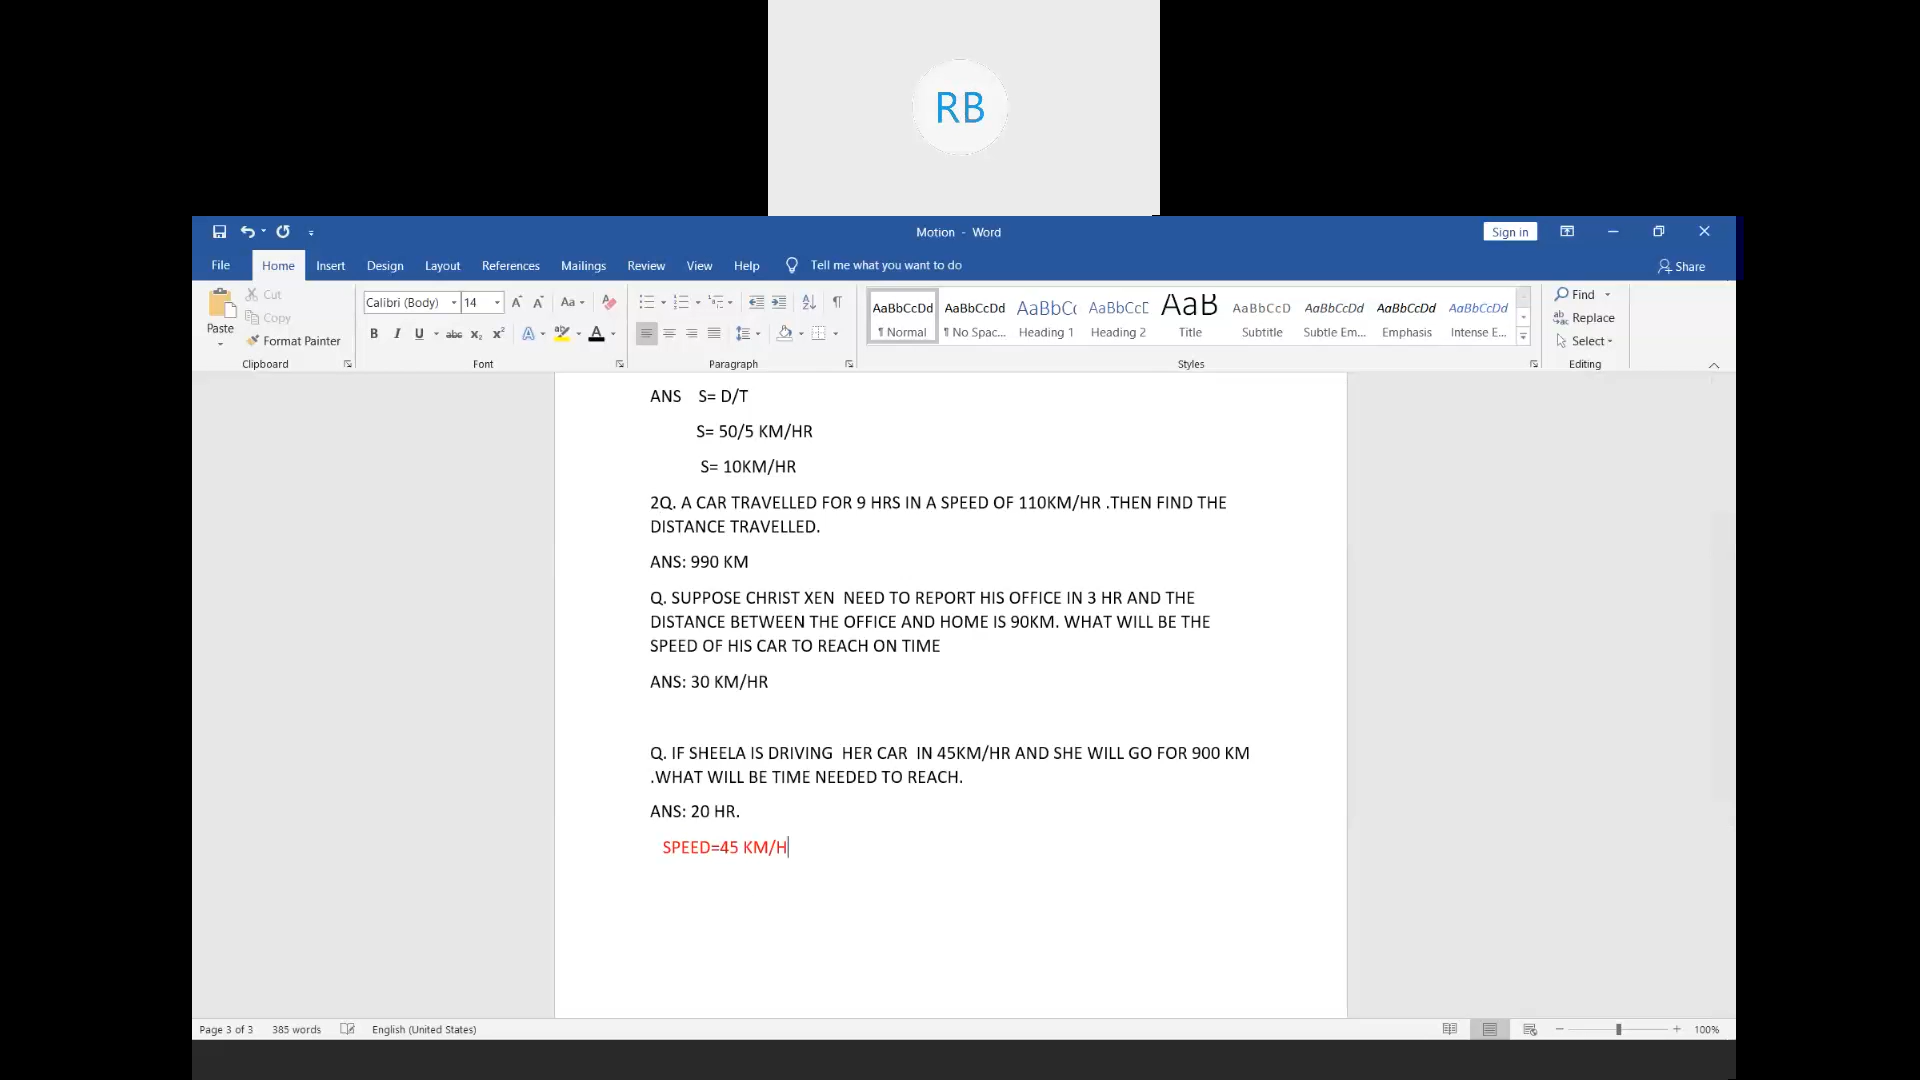 RB
Motion - Word
Sign in
File Home Insert Design Layout References Mailings Review View Help Tell me what you want to do
Share
Paste
Cut
Copy
Format Painter
Clipboard
Calibri (Body) 14
Aa
B I U abc x₂ x² A ab A
Font
Paragraph
AaBbCcDd AaBbCcDd AaBbCc AaBbCcE AaB AaBbCcD AaBbCcDd AaBbCcDd AaBbCcDd
¶ Normal ¶ No Spac... Heading 1 Heading 2 Title Subtitle Subtle Em... Emphasis Intense E...
Styles
Find
Replace
Select
Editing
ANS S= D/T
S= 50/5 KM/HR
S= 10KM/HR
2Q. A CAR TRAVELLED FOR 9 HRS IN A SPEED OF 110KM/HR .THEN FIND THE
DISTANCE TRAVELLED.
ANS: 990 KM
Q. SUPPOSE CHRIST XEN NEED TO REPORT HIS OFFICE IN 3 HR AND THE
DISTANCE BETWEEN THE OFFICE AND HOME IS 90KM. WHAT WILL BE THE
SPEED OF HIS CAR TO REACH ON TIME
ANS: 30 KM/HR
Q. IF SHEELA IS DRIVING HER CAR IN 45KM/HR AND SHE WILL GO FOR 900 KM
.WHAT WILL BE TIME NEEDED TO REACH.
ANS: 20 HR.
SPEED=45 KM/H
Page 3 of 3 385 words English (United States)
100%